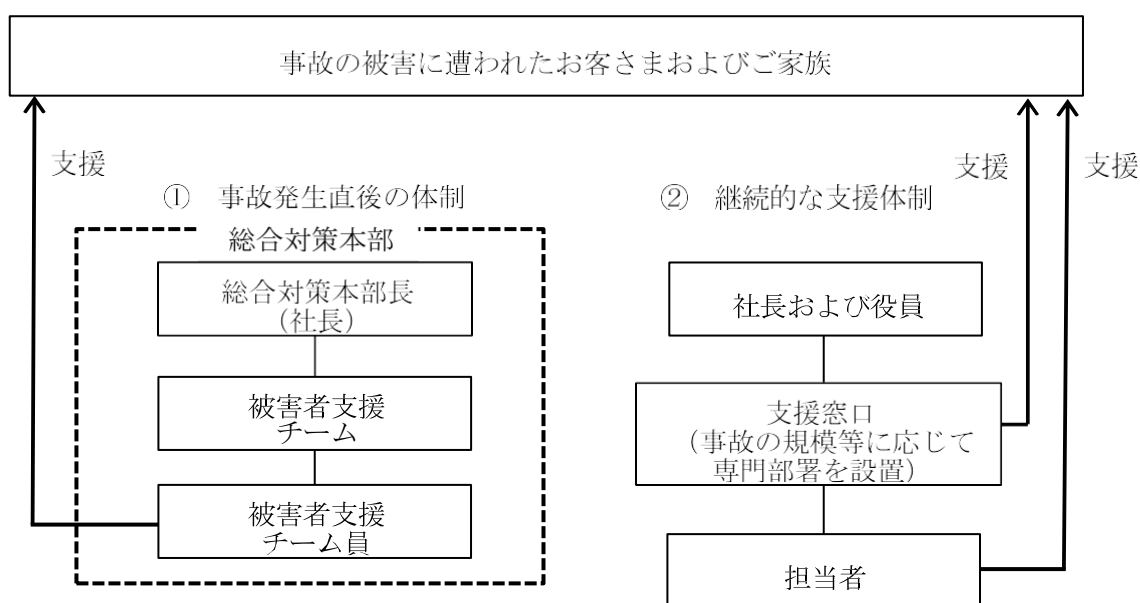 事故の被害に遭われたお客さまおよびご家族
支援
① 事故発生直後の体制
総合対策本部
総合対策本部長
（社長）
被害者支援
チーム
被害者支援
チーム員
支援
支援
② 継続的な支援体制
社長および役員
支援窓口
（事故の規模等に応じて
専門部署を設置）
担当者